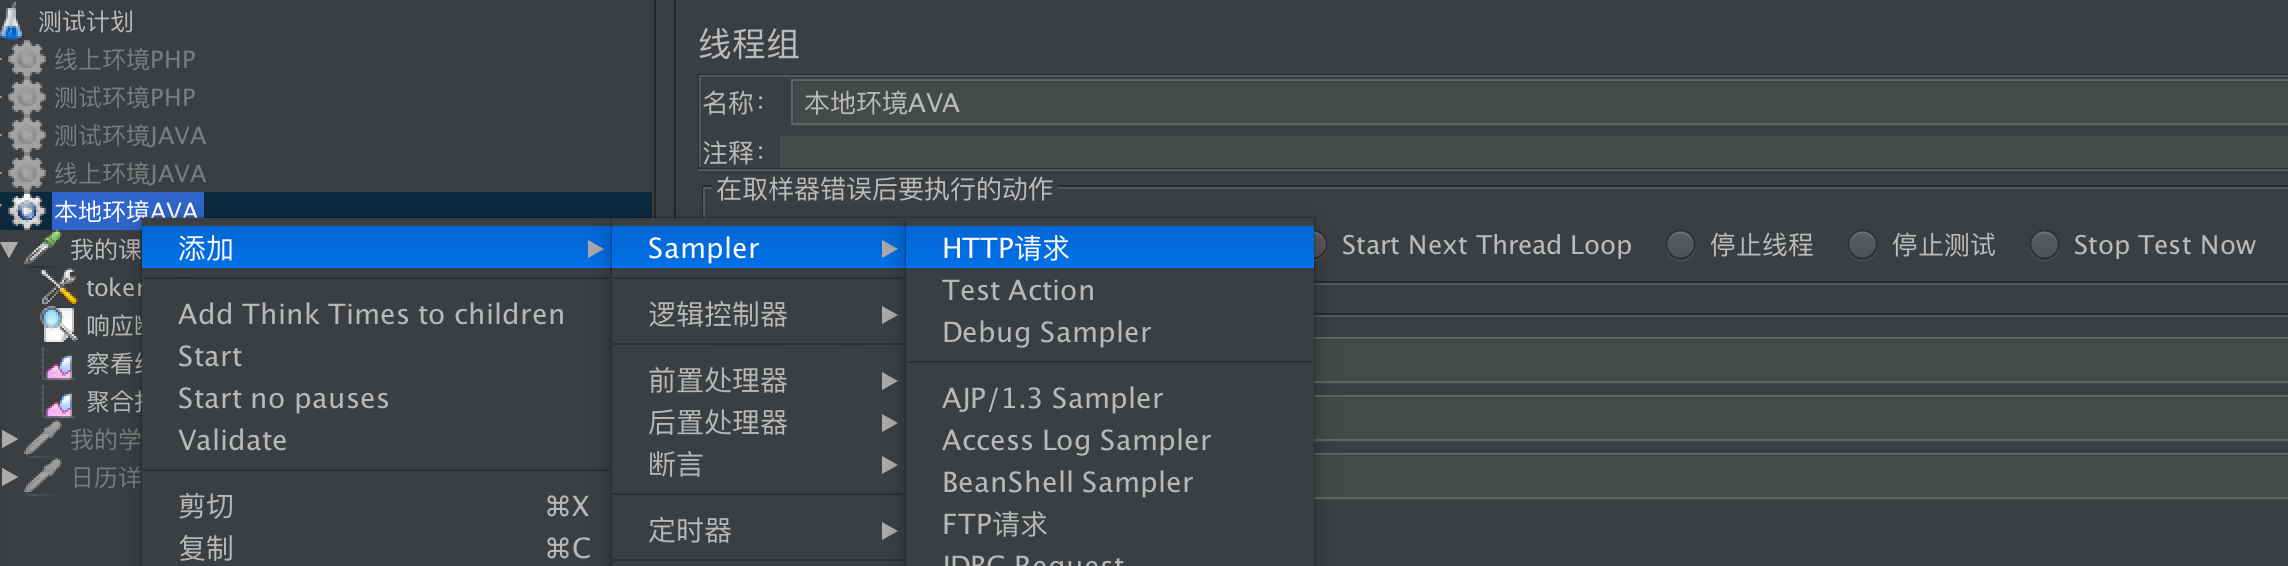 测试计划
线上环境PHP
测试环境PHP
测试环境JAVA
线上环境JAVA
本地环境AVA
我的课
token
响应断
察看结
聚合报
我的学
日历详
添加
Add Think Times to children
Start
Start no pauses
Validate
剪切 ⌘X
复制 ⌘C
Sampler
逻辑控制器
前置处理器
后置处理器
断言
定时器
HTTP请求
Test Action
Debug Sampler
AJP/1.3 Sampler
Access Log Sampler
BeanShell Sampler
FTP请求
JDBC Request
线程组
名称： 本地环境AVA
注释：
在取样器错误后要执行的动作
Start Next Thread Loop 停止线程 停止测试 Stop Test Now